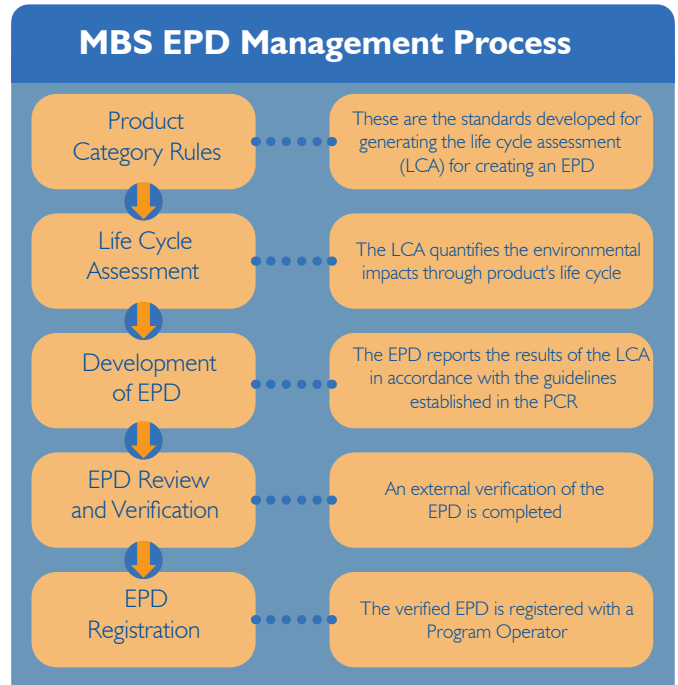 MBS EPD Management Process
Product
Category Rules
These are the standards developed for
generating the life cycle assessment
(LCA) for creating an EPD
Life Cycle
Assessment
The LCA quantifies the environmental
impacts through product's life cycle
Development
of EPD
The EPD reports the results of the LCA
in accordance with the guidelines
established in the PCR
EPD Review
and Verification
An external verification of the
EPD is completed
EPD
Registration
The verified EPD is registered with a
Program Operator